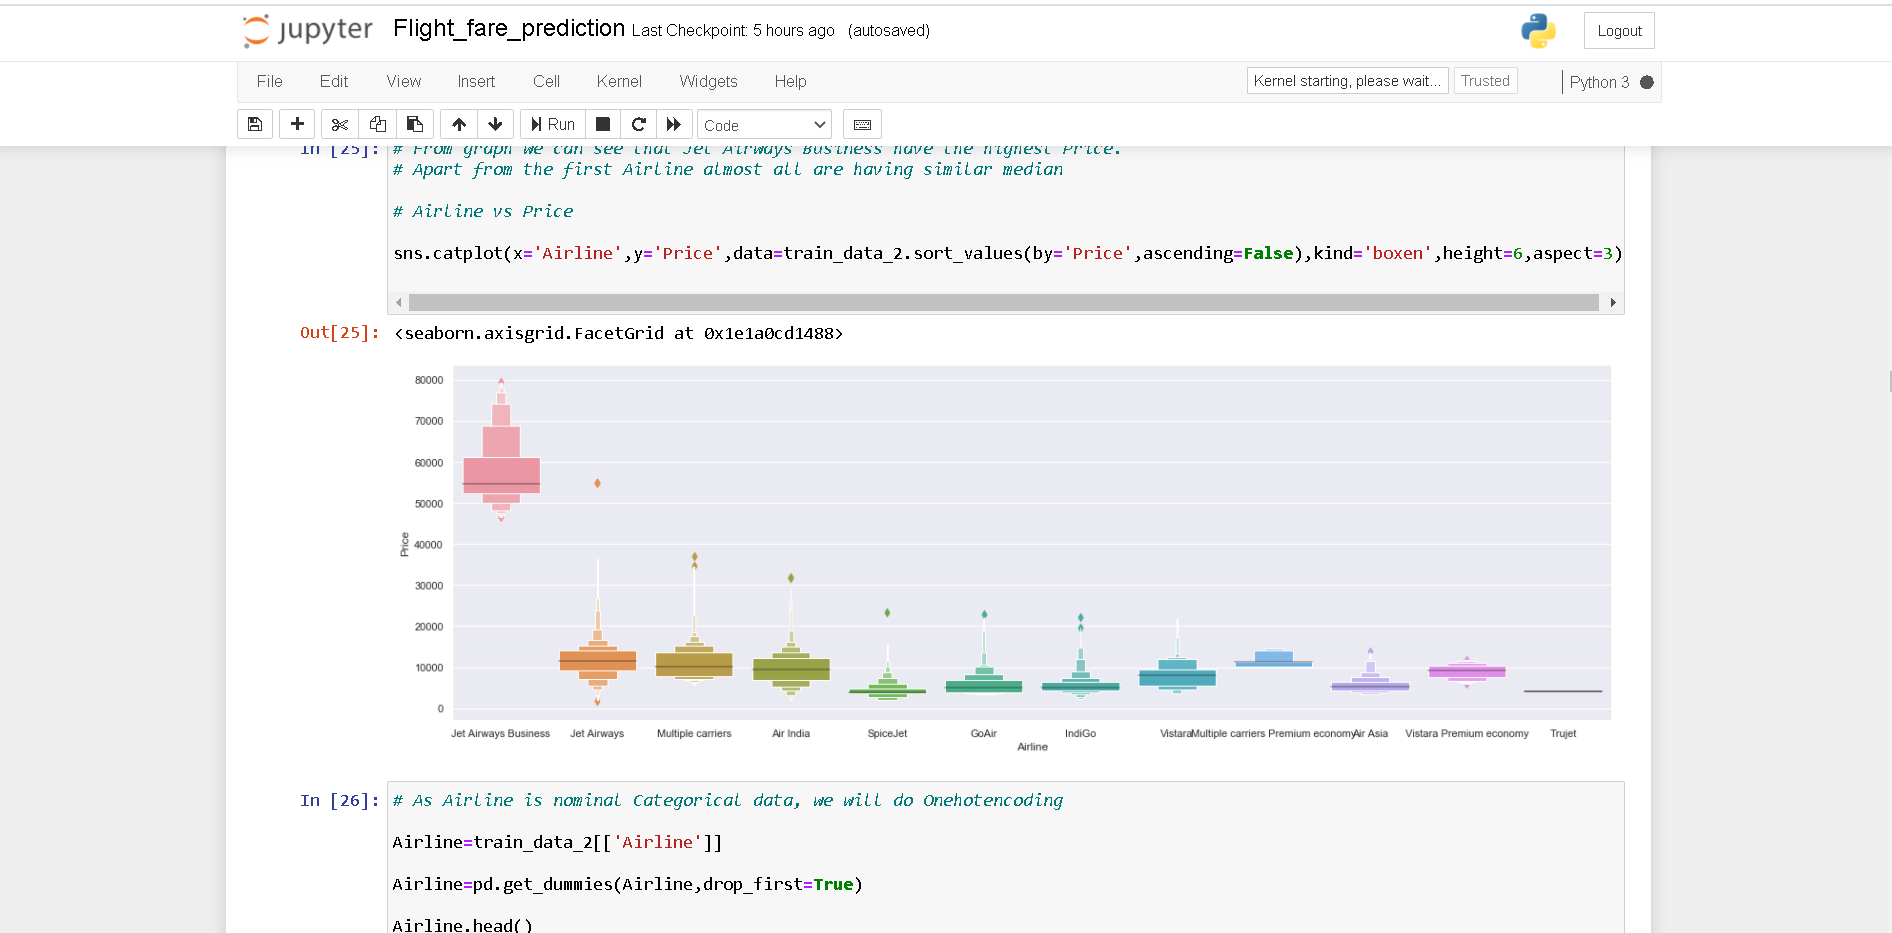 jupyter Flight_fare_prediction Last Checkpoint: 5 hours ago (autosaved)
Logout
File Edit View Insert Cell Kernel Widgets Help
Kernel starting, please wait... Trusted Python 3
Run Code
In [25]: # From graph we can see that Jet Airways Business have the highest Price.
# Apart from the first Airline almost all are having similar median
# Airline vs Price
sns.catplot(x='Airline',y='Price',data=train_data_2.sort_values(by='Price',ascending=False),kind='boxen',height=6,aspect=3)
Out[25]: <seaborn.axisgrid.FacetGrid at 0x1e1a0cd1488>
80000
70000
60000
50000
40000
30000
20000
10000
0
Price
Jet Airways Business Jet Airways Multiple carriers Air India SpiceJet GoAir IndiGo Vistara Multiple carriers Premium economy Air Asia Vistara Premium economy Trujet
Airline
In [26]: # As Airline is nominal Categorical data, we will do Onehotencoding
Airline=train_data_2[['Airline']]
Airline=pd.get_dummies(Airline,drop_first=True)
Airline.head()